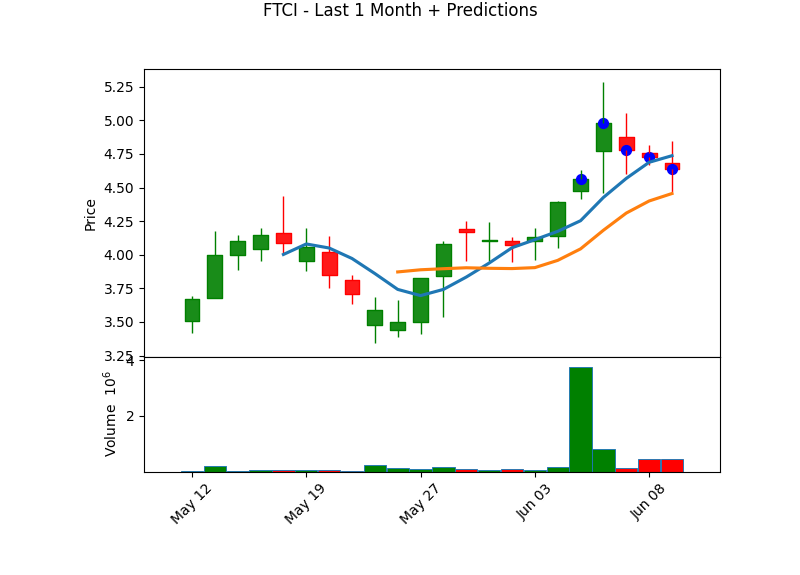 FTCI - Last 1 Month + Predictions
5.25
5.00
4.75
4.50
4.25
4.00
3.75
3.50
3.25
Price
4
2
Volume 10^6
May 12
May 19
May 27
Jun 03
Jun 08